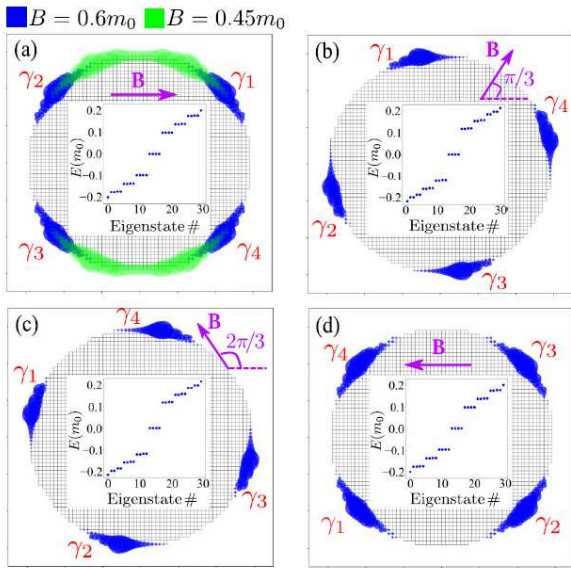 B = 0.6m₀ B = 0.45m₀
(a)
γ₂ γ₁
B
0.2
0.1
0.0
−0.1
−0.2
E(m₀)
0 10 20 30
Eigenstate #
γ₃ γ₄
(b)
γ₁
B
π/3
γ₄
0.2
0.1
0.0
−0.1
−0.2
E(m₀)
0 10 20 30
Eigenstate #
γ₂
γ₃
(c)
γ₄
B
2π/3
γ₁
0.2
0.1
0.0
−0.1
−0.2
E(m₀)
0 10 20 30
Eigenstate #
γ₃
γ₂
(d)
γ₄ γ₃
B
0.2
0.1
0.0
−0.1
−0.2
E(m₀)
0 10 20 30
Eigenstate #
γ₁ γ₂